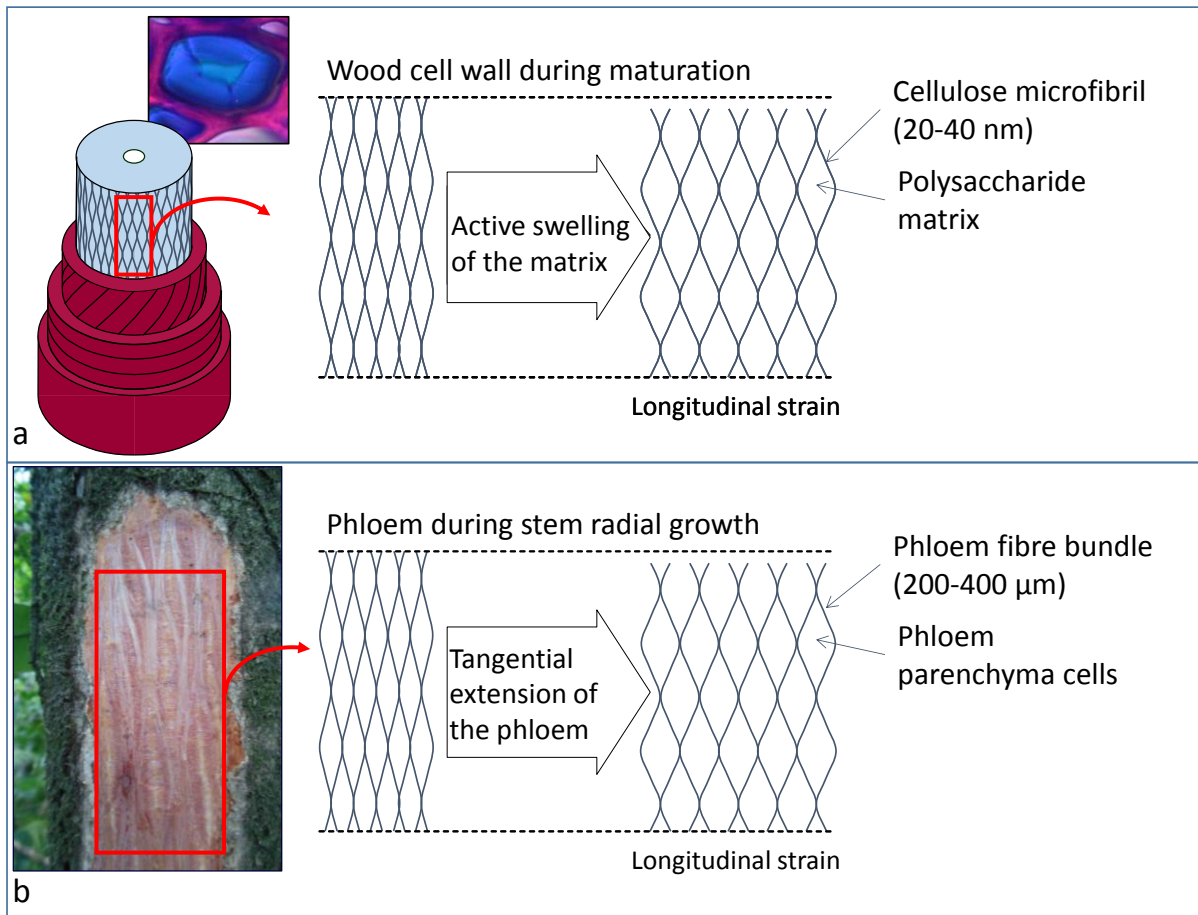 Wood cell wall during maturation
Cellulose microfibril
(20-40 nm)
Polysaccharide
matrix
Active swelling
of the matrix
Longitudinal strain
a
Phloem during stem radial growth
Phloem fibre bundle
(200-400 µm)
Phloem
parenchyma cells
Tangential
extension of
the phloem
Longitudinal strain
b